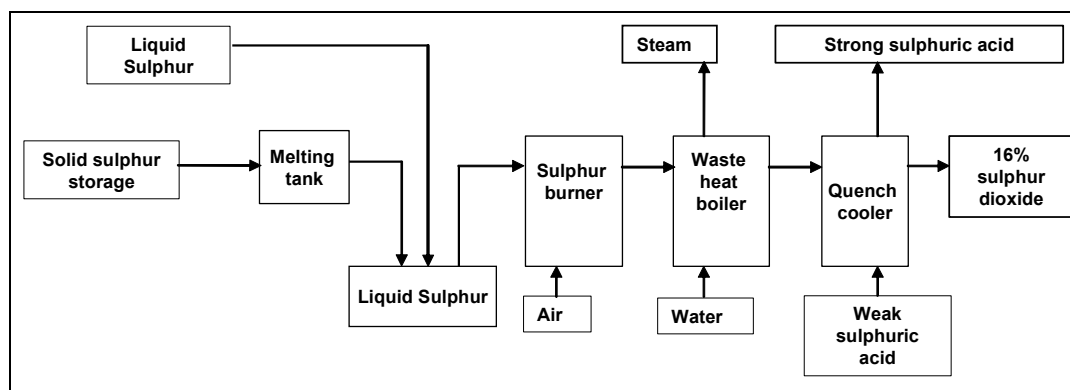 Liquid
Sulphur
Steam
Strong sulphuric acid
Solid sulphur
storage
Melting
tank
Sulphur
burner
Waste
heat
boiler
Quench
cooler
16%
sulphur
dioxide
Liquid Sulphur
Air
Water
Weak
sulphuric
acid